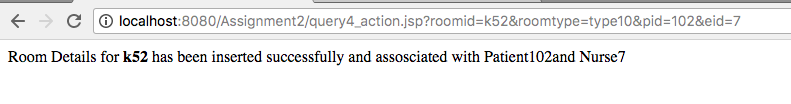 localhost:8080/Assignment2/query4_action.jsp?roomid=k52&roomtype=type10&pid=102&eid=7
Room Details for k52 has been inserted successfully and assosciated with Patient102and Nurse7